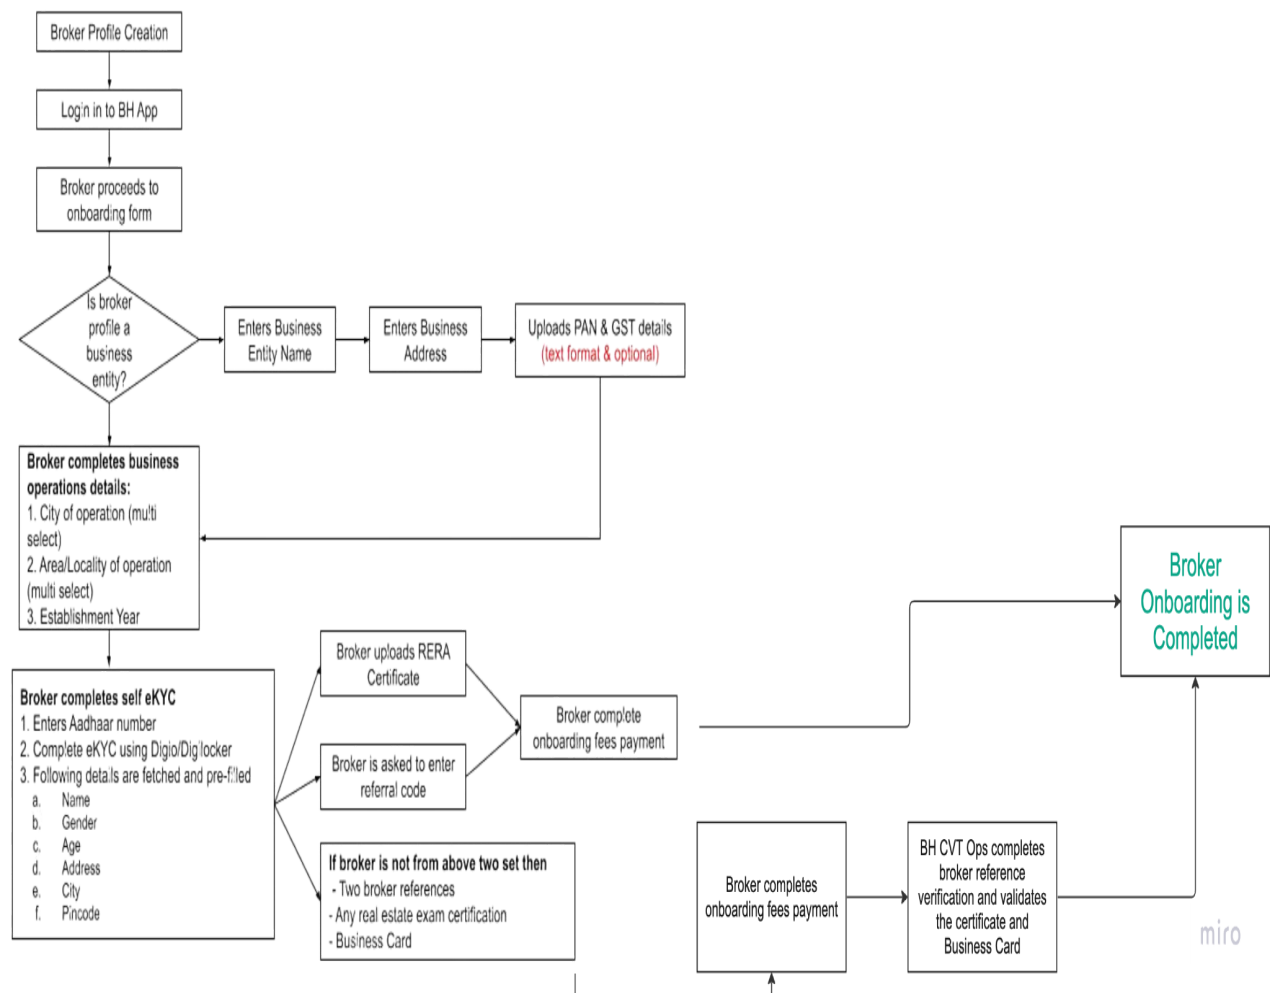 Broker Profile Creation
Login in to BH App
Broker proceeds to
onboarding form
Is broker
profile a
business
entity?
Enters Business
Entity Name
Enters Business
Address
Uploads PAN & GST details
(text format & optional)
Broker completes business
operations details:
1. City of operation (multi
select)
2. Area/Locality of operation
(multi select)
3. Establishment Year
Broker completes self eKYC
1. Enters Aadhaar number
2. Complete eKYC using Digio/Digilocker
3. Following details are fetched and pre-filled
a. Name
b. Gender
c. Age
d. Address
e. City
f. Pincode
Broker uploads RERA
Certificate
Broker is asked to enter
referral code
If broker is not from above two set then
- Two broker references
- Any real estate exam certification
- Business Card
Broker complete
onboarding fees payment
Broker completes
onboarding fees payment
BH CVT Ops completes
broker reference
verification and validates
the certificate and
Business Card
Broker
Onboarding is
Completed
miro